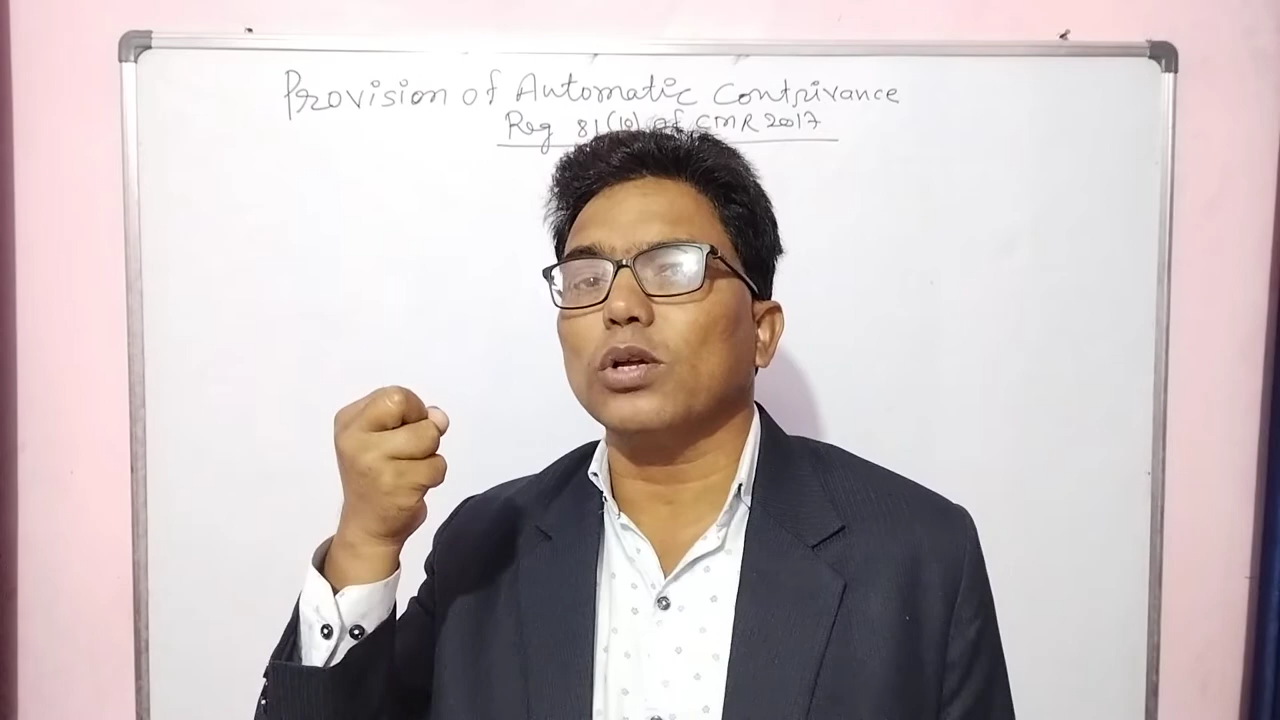 Provision of Automatic Contrivance
Reg 81(10) of CMR 2017